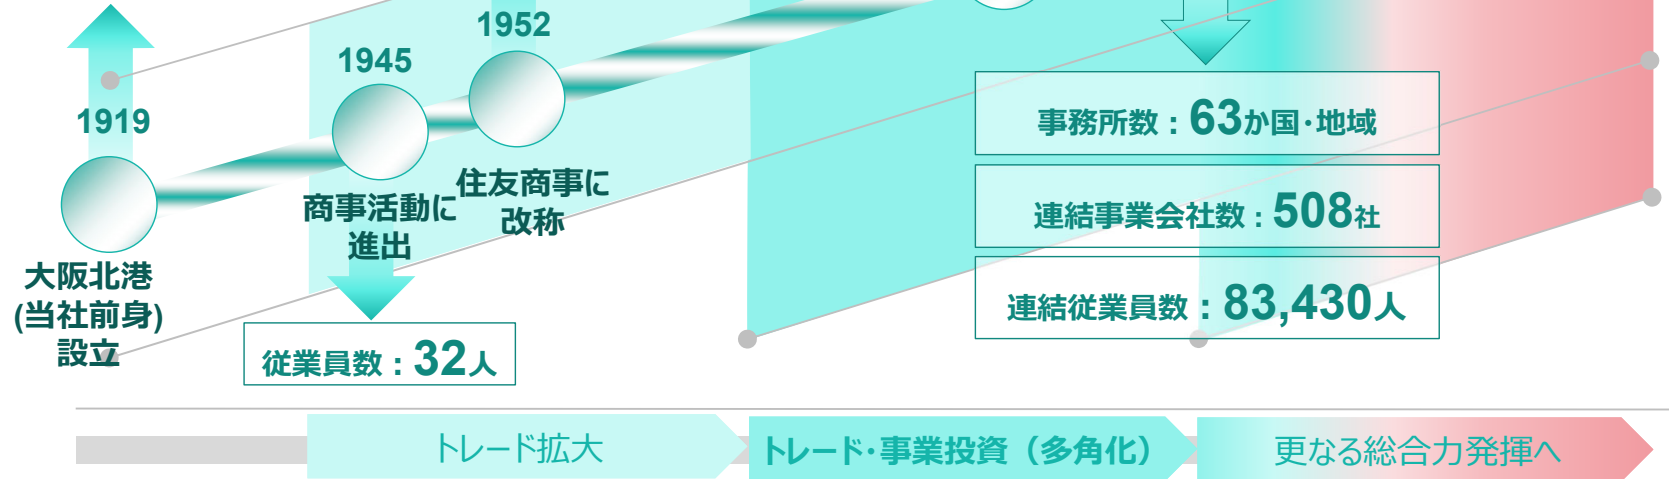 1919
大阪北港
(当社前身)
設立
1945
商事活動に
進出
従業員数：32人
1952
住友商事に
改称
事務所数：63か国・地域
連結事業会社数：508社
連結従業員数：83,430人
トレード拡大
トレード・事業投資（多角化）
更なる総合力発揮へ